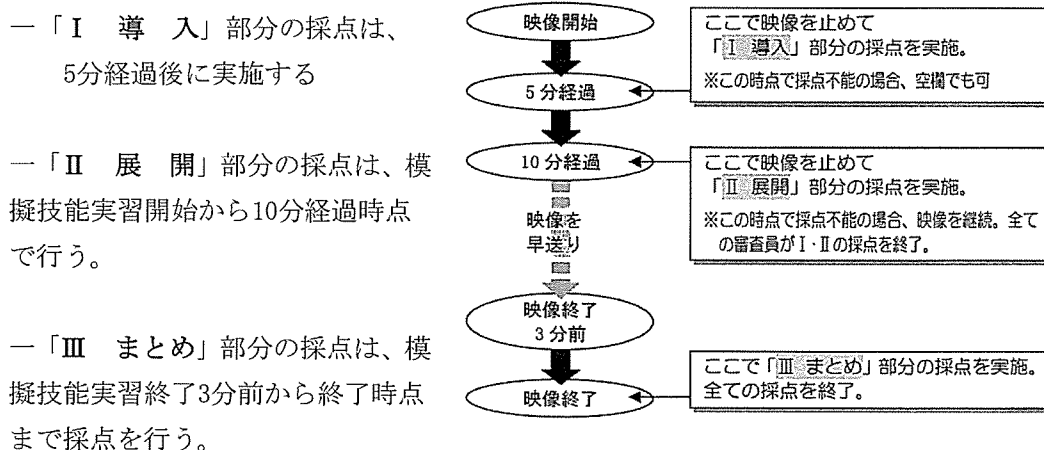 ―「Ⅰ　導　入」部分の採点は、
5分経過後に実施する
―「Ⅱ　展　開」部分の採点は、模
擬技能実習開始から10分経過時点
で行う。
―「Ⅲ　まとめ」部分の採点は、模
擬技能実習終了3分前から終了時点
まで採点を行う。
映像開始
5分経過
10分経過
映像を
早送り
映像終了
3分前
映像終了
ここで映像を止めて
「Ⅰ 導入」部分の採点を実施。
※この時点で採点不能の場合、空欄でも可
ここで映像を止めて
「Ⅱ 展開」部分の採点を実施。
※この時点で採点不能の場合、映像を継続。全て
の審査員がⅠ・Ⅱの採点を終了。
ここで「Ⅲ まとめ」部分の採点を実施。
全ての採点を終了。